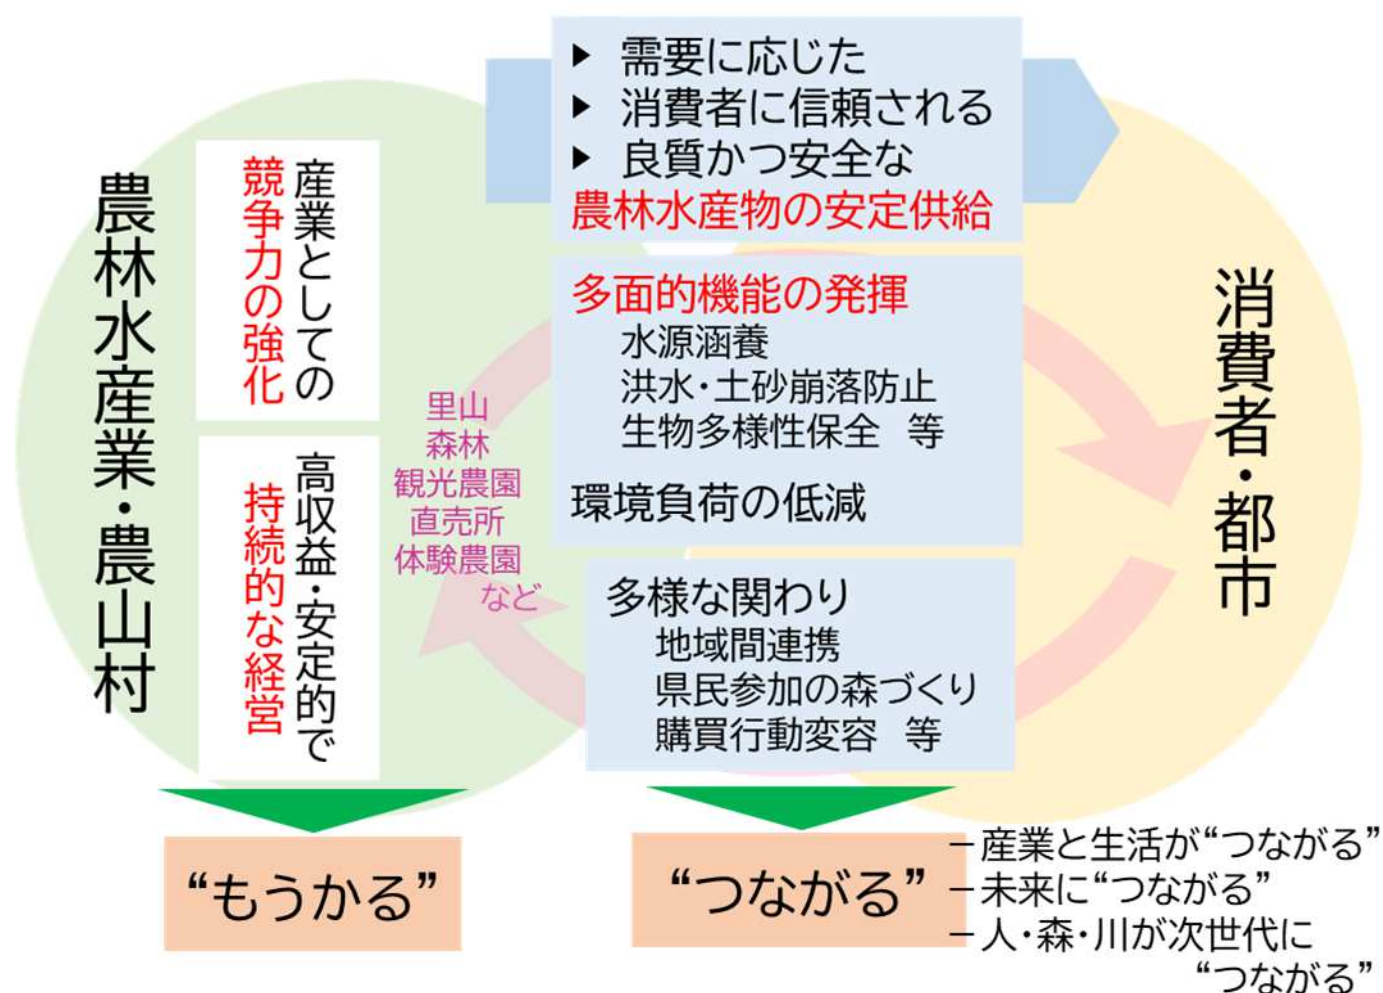 農林水産業・農山村
産業としての
競争力の強化
高収益・安定的で
持続的な経営
里山
森林
観光農園
直売所
体験農園
など
▶ 需要に応じた
▶ 消費者に信頼される
▶ 良質かつ安全な
農林水産物の安定供給
多面的機能の発揮
水源涵養
洪水・土砂崩落防止
生物多様性保全 等
環境負荷の低減
多様な関わり
地域間連携
県民参加の森づくり
購買行動変容 等
消費者・都市
“もうかる”
“つながる”
－産業と生活が“つながる”
－未来に“つながる”
－人・森・川が次世代に
“つながる”